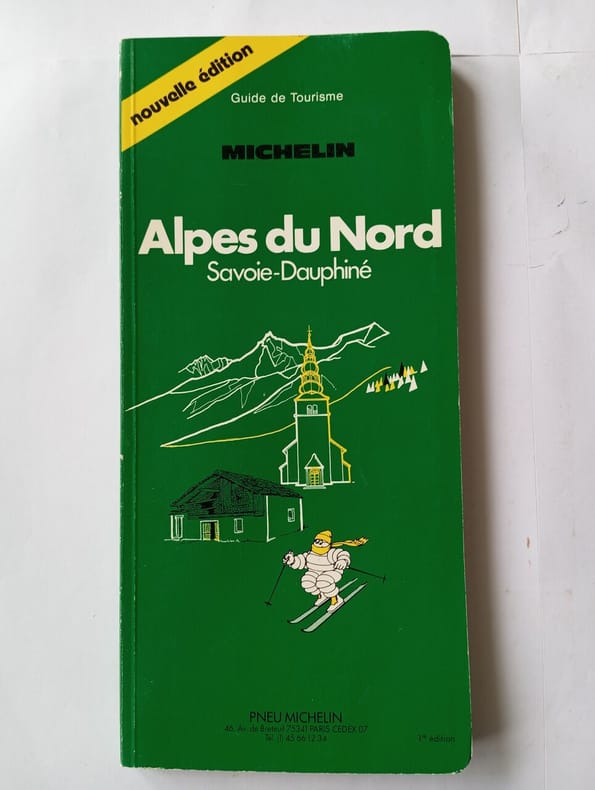 nouvelle édition
Guide de Tourisme
MICHELIN
Alpes du Nord
Savoie-Dauphiné
PNEU MICHELIN
46, Av. de Breteuil 75341 PARIS CEDEX 07
Tél. (1) 45 66 12 34
1re édition